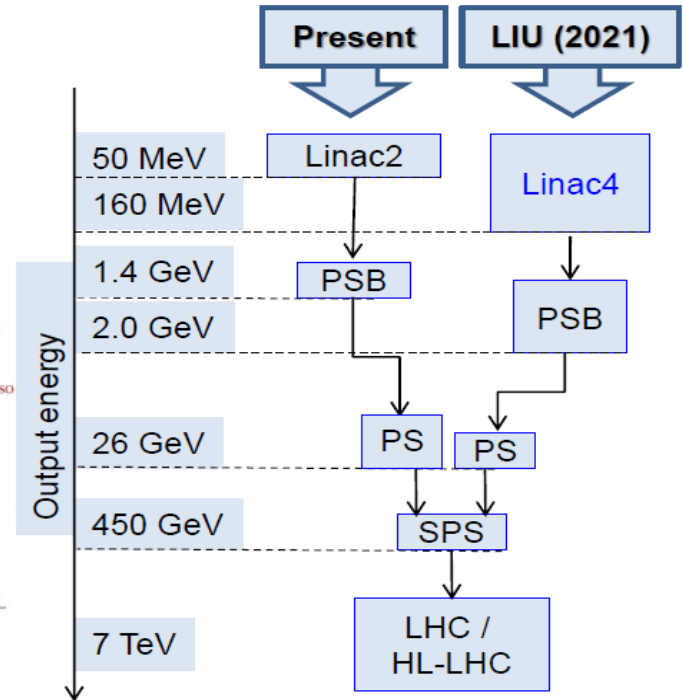 Present
LIU (2021)
50 MeV
Linac2
Linac4
160 MeV
1.4 GeV
PSB
2.0 GeV
PSB
so
Output energy
26 GeV
PS
PS
450 GeV
SPS
7 TeV
LHC /
HL-LHC